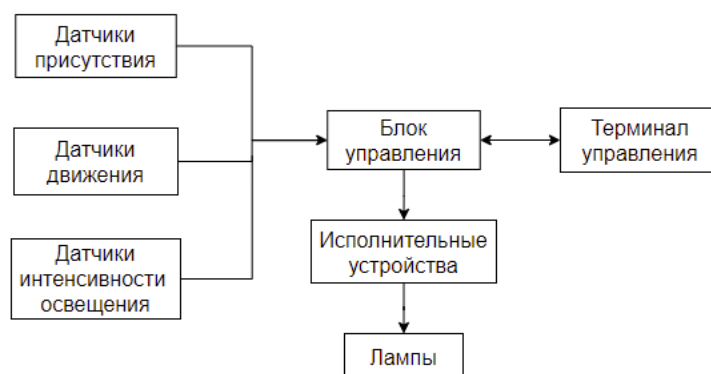 Датчики
присутствия
Датчики
движения
Датчики
интенсивности
освещения
Блок
управления
Терминал
управления
Исполнительные
устройства
Лампы